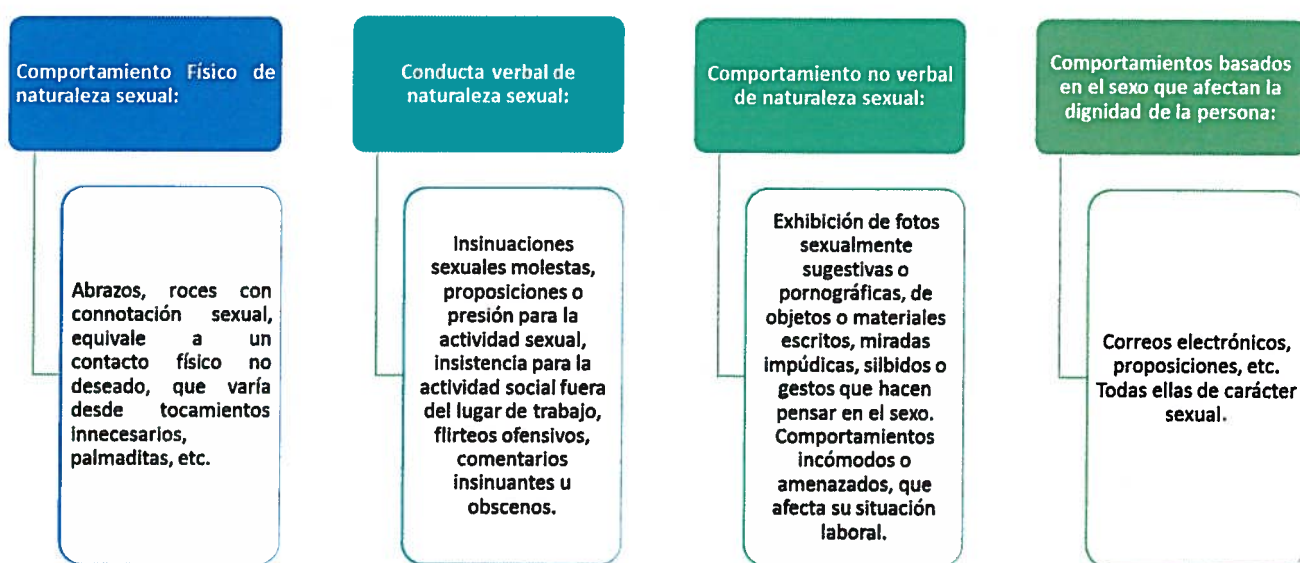 Comportamiento Físico de
naturaleza sexual:
Abrazos, roces con
connotación sexual,
equivale a un
contacto físico no
deseado, que varía
desde tocamientos
innecesarios,
palmaditas, etc.
Conducta verbal de
naturaleza sexual:
Insinuaciones
sexuales molestas,
proposiciones o
presión para la
actividad sexual,
insistencia para la
actividad social fuera
del lugar de trabajo,
flirteos ofensivos,
comentarios
insinuantes u
obscenos.
Comportamiento no verbal
de naturaleza sexual:
Exhibición de fotos
sexualmente
sugestivas o
pornográficas, de
objetos o materiales
escritos, miradas
impúdicas, silbidos o
gestos que hacen
pensar en el sexo.
Comportamientos
incómodos o
amenazados, que
afecta su situación
laboral.
Comportamientos basados
en el sexo que afectan la
dignidad de la persona:
Correos electrónicos,
proposiciones, etc.
Todas ellas de carácter
sexual.